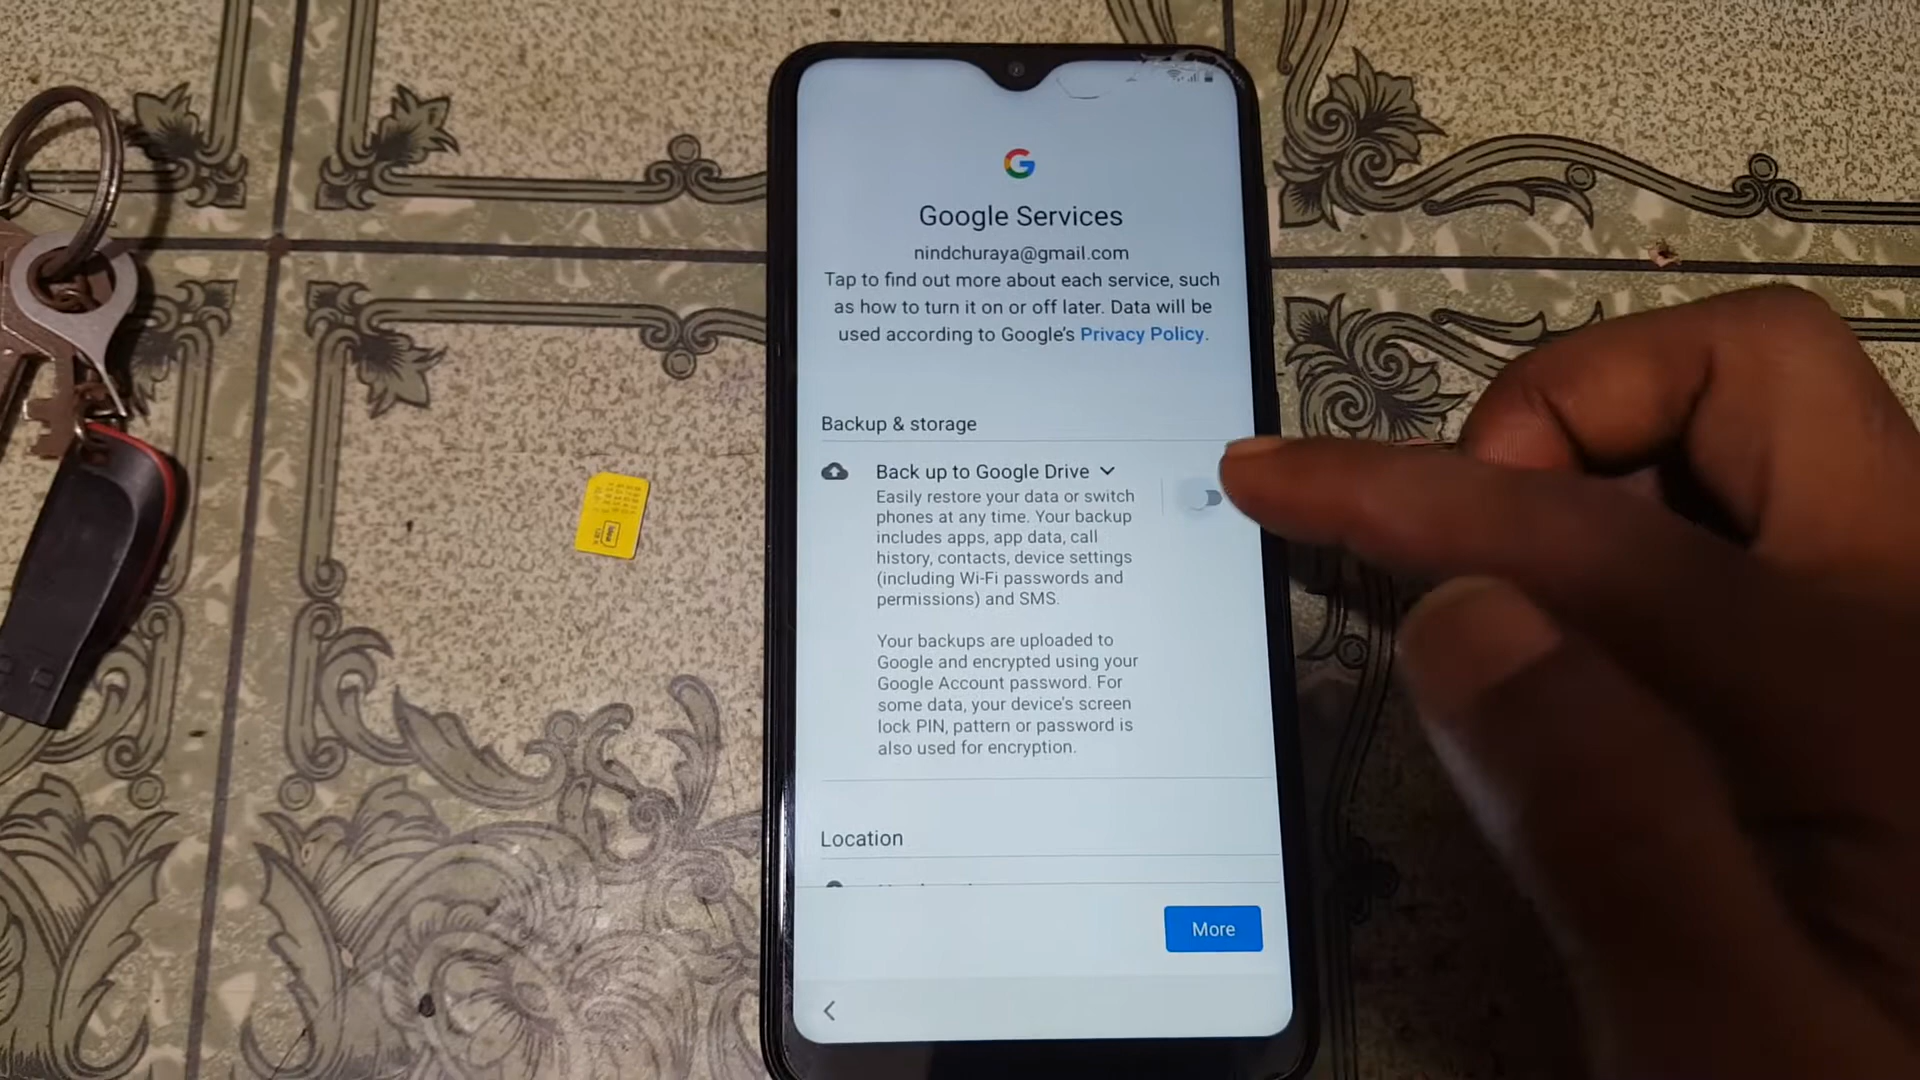 Google Services
nindchuraya@gmail.com
Tap to find out more about each service, such
as how to turn it on or off later. Data will be
used according to Google's Privacy Policy.
Backup & storage
Back up to Google Drive
Easily restore your data or switch
phones at any time. Your backup
includes apps, app data, call
history, contacts, device settings
(including Wi-Fi passwords and
permissions) and SMS.
Your backups are uploaded to
Google and encrypted using your
Google Account password. For
some data, your device's screen
lock PIN, pattern or password is
also used for encryption.
Location
More